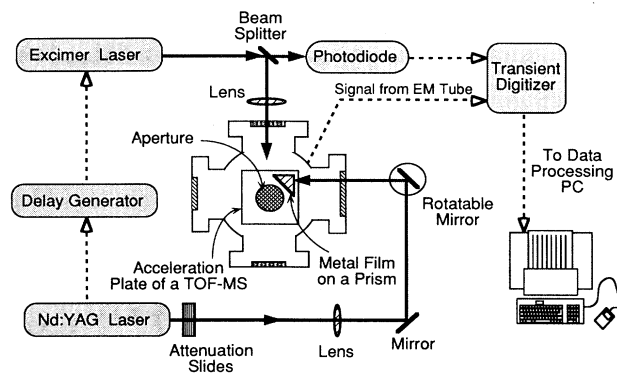 Beam
Splitter
Excimer Laser
Photodiode
Transient
Digitizer
Lens
Signal from EM Tube
Aperture
To Data
Processing
PC
Delay Generator
Rotatable
Mirror
Acceleration
Plate of a TOF-MS
Metal Film
on a Prism
Nd:YAG Laser
Attenuation
Slides
Lens
Mirror